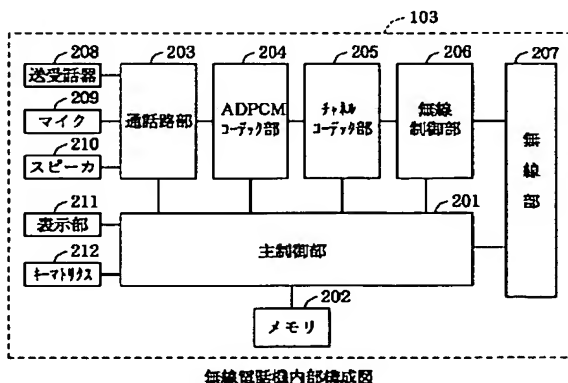 103
208
送受話器
209
マイク
210
スピーカ
211
表示部
212
キーマトリクス
203
通話路部
204
ADPCM
コーデック部
205
チャネル
コーデック部
206
無線
制御部
207
無線部
201
主制御部
202
メモリ
無線電話機内部構成図